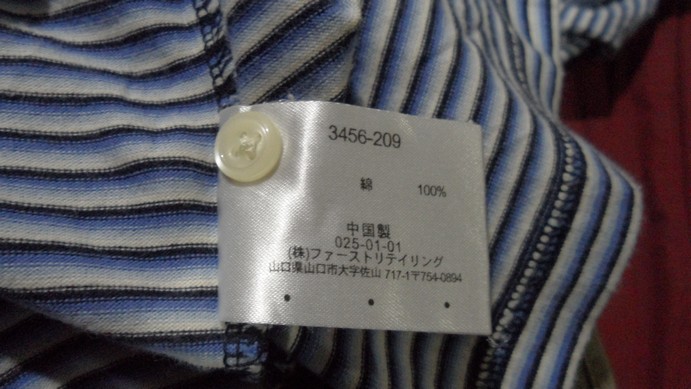 3456-209
綿 100%
中国製
025-01-01
(株)ファーストリテイリング
山口県山口市大字佐山 717-1〒754-0894